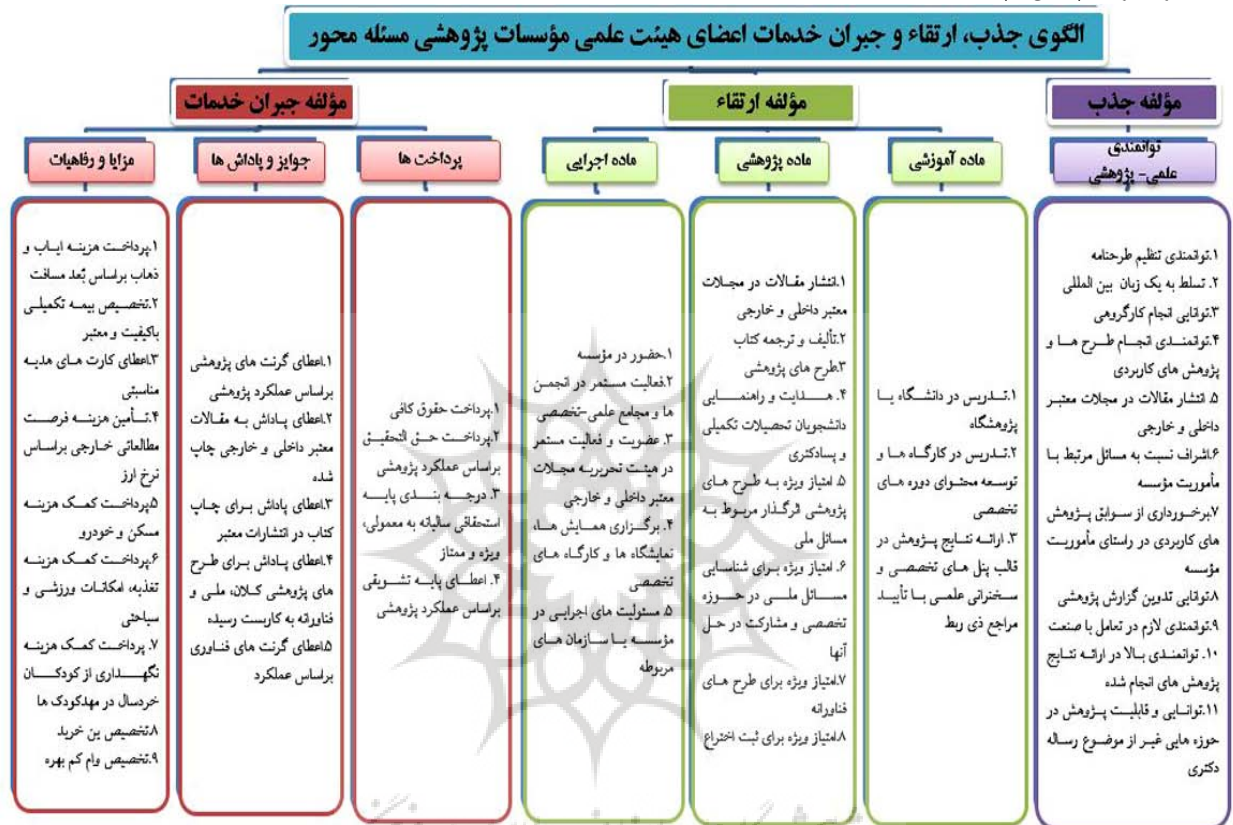 الگوی جذب، ارتقاء و جبران خدمات اعضای هیئت علمی مؤسسات پژوهشی مسئله محور
مؤلفه جذب
توانمندی
علمی- پژوهشی
۱.توانمندی تنظیم طرحنامه
۲. تسلط به یک زبان بین المللی
۳.توانایی انجام کارگروهی
۴.توانمندی انجام طرح ها و
پژوهش های کاربردی
۵. انتشار مقالات در مجلات معتبر
داخلی و خارجی
۶.اشراف نسبت به مسائل مرتبط با
مأموریت مؤسسه
۷.برخورداری از سوابق پژوهش
های کاربردی در راستای مأموریت
مؤسسه
۸.توانایی تدوین گزارش پژوهشی
۹.توانمندی لازم در تعامل با صنعت
۱۰. توانمندی بالا در ارائه نتایج
پژوهش های انجام شده
۱۱.توانایی و قابلیت پژوهش در
حوزه هایی غیر از موضوع رساله
دکتری
مؤلفه ارتقاء
ماده آموزشی
۱.تدریس در دانشگاه یا
پژوهشگاه
۲.تدریس در کارگاه ها و
توسعه محتوای دوره های
تخصصی
۳. ارائه نتایج پژوهش در
قالب پنل های تخصصی و
سخنرانی علمی با تأیید
مراجع ذی ربط
ماده پژوهشی
۱.انتشار مقالات در مجلات
معتبر داخلی و خارجی
۲.تألیف و ترجمه کتاب
۳.طرح های پژوهشی
۴. هدایت و راهنمایی
دانشجویان تحصیلات تکمیلی
و پسادکتری
۵. امتیاز ویژه به طرح های
پژوهشی اثرگذار مربوط به
مسائل ملی
۶. امتیاز ویژه برای شناسایی
مسائل ملی در حوزه
تخصصی و مشارکت در حل
آنها
۷.امتیاز ویژه برای طرح های
فناورانه
۸.امتیاز ویژه برای ثبت اختراع
ماده اجرایی
۱.حضور در مؤسسه
۲.فعالیت مستمر در انجمن
ها و مجامع علمی-تخصصی
۳. عضویت و فعالیت مستمر
در هیئت تحریریه مجلات
معتبر داخلی و خارجی
۴. برگزاری همایش ها،
نمایشگاه ها و کارگاه های
تخصصی
۵. مسئولیت های اجرایی در
مؤسسه یا سازمان های
مربوطه
مؤلفه جبران خدمات
پرداخت ها
۱.پرداخت حقوق کافی
۲.پرداخت حق التحقیق
براساس عملکرد پژوهشی
۳. درجه بندی پایه
استحقاقی سالیانه به معمولی،
ویژه و ممتاز
۴. اعطای پایه تشویقی
براساس عملکرد پژوهشی
جوایز و پاداش ها
۱.اعطای گرنت های پژوهشی
براساس عملکرد پژوهشی
۲.اعطای پاداش به مقالات
معتبر داخلی و خارجی چاپ
شده
۳.اعطای پاداش برای چاپ
کتاب در انتشارات معتبر
۴.اعطای پاداش برای طرح
های پژوهشی کلان، ملی و
فناورانه به کاربست رسیده
۵.اعطای گرنت های فناوری
براساس عملکرد
مزایا و رفاهیات
۱.پرداخت هزینه ایاب و
ذهاب براساس بُعد مسافت
۲.تخصیص بیمه تکمیلی
باکیفیت و معتبر
۳.اعطای کارت های هدیه
مناسبتی
۴.تأمین هزینه فرصت
مطالعاتی خارجی براساس
نرخ ارز
۵.پرداخت کمک هزینه
مسکن و خودرو
۶.پرداخت کمک هزینه
تغذیه، امکانات ورزشی و
سیاحتی
۷. پرداخت کمک هزینه
نگهداری از کودکان
خردسال در مهدکودک ها
۸.تخصیص بن خرید
۹.تخصیص وام کم بهره